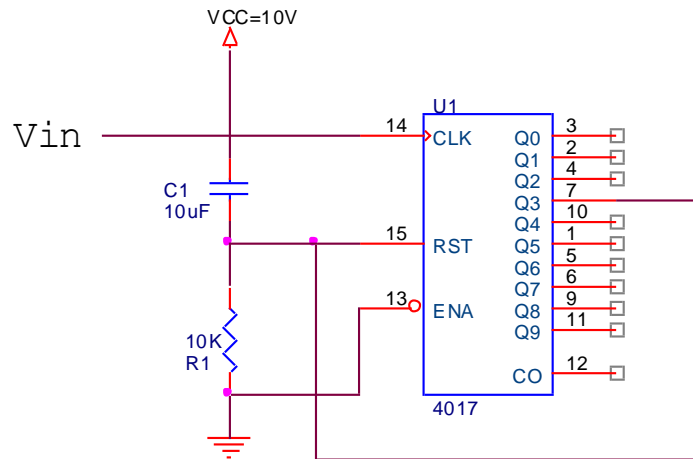 VCC=10V
U1
Vin
14
CLK
Q0
3
Q1
2
Q2
4
C1
10uF
Q3
7
Q4
10
15
RST
Q5
1
Q6
5
Q7
6
13
ENA
Q8
9
Q9
11
10K
R1
CO
12
4017